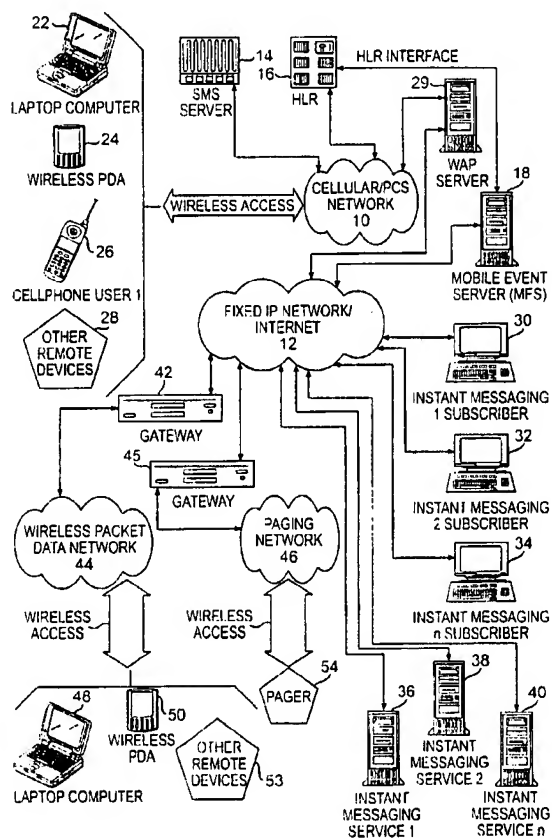 22
LAPTOP COMPUTER
24
WIRELESS PDA
26
CELLPHONE USER 1
28
OTHER
REMOTE
DEVICES
WIRELESS ACCESS
14
SMS
SERVER
16
HLR
HLR INTERFACE
29
WAP
SERVER
18
MOBILE EVENT
SERVER (MFS)
CELLULAR/PCS
NETWORK
10
FIXED IP NETWORK/
INTERNET
12
30
INSTANT MESSAGING
1 SUBSCRIBER
32
INSTANT MESSAGING
2 SUBSCRIBER
34
INSTANT MESSAGING
n SUBSCRIBER
42
GATEWAY
45
GATEWAY
WIRELESS PACKET
DATA NETWORK
44
PAGING
NETWORK
46
WIRELESS
ACCESS
WIRELESS
ACCESS
54
PAGER
48
LAPTOP COMPUTER
50
WIRELESS
PDA
OTHER
REMOTE
DEVICES
53
36
INSTANT
MESSAGING
SERVICE 1
38
INSTANT
MESSAGING
SERVICE 2
40
INSTANT
MESSAGING
SERVICE n